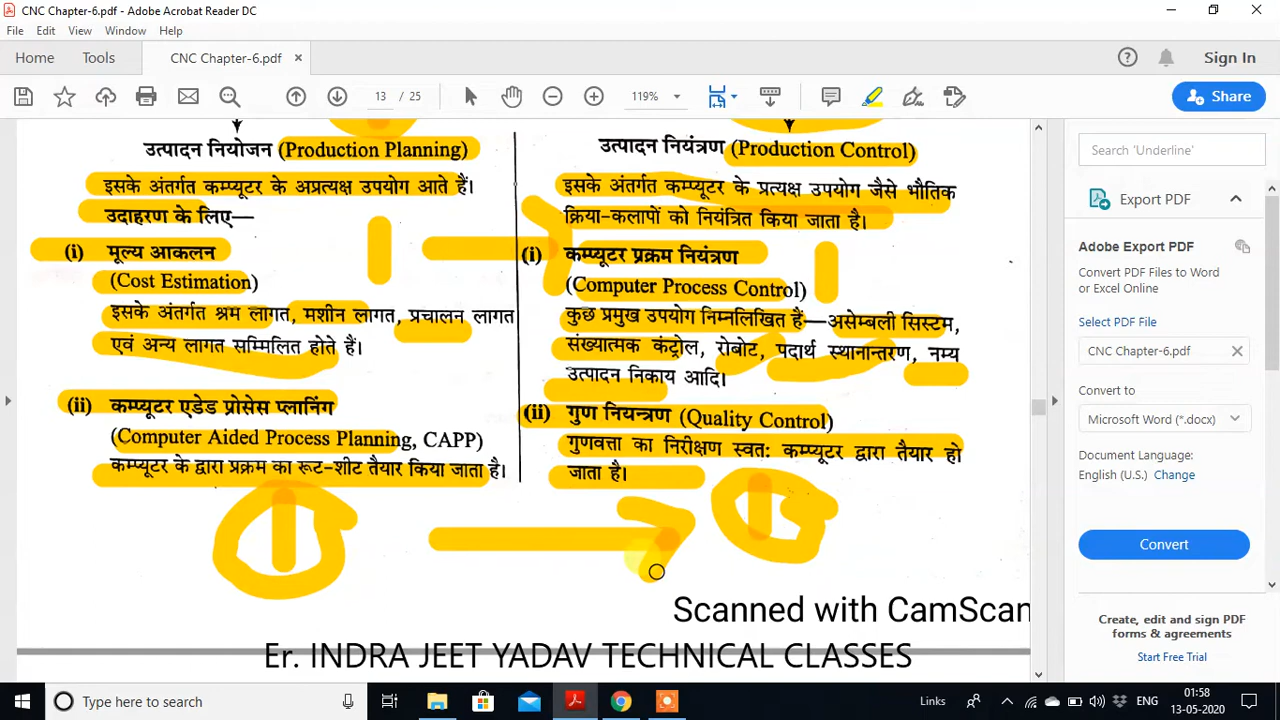 CNC Chapter-6.pdf - Adobe Acrobat Reader DC
File Edit View Window Help
Home Tools CNC Chapter-6.pdf Sign In
13 / 25 119% Share
उत्पादन नियोजन (Production Planning)
इसके अंतर्गत कम्प्यूटर के अप्रत्यक्ष उपयोग आते हैं।
उदाहरण के लिए—
(i) मूल्य आकलन
(Cost Estimation)
इसके अंतर्गत श्रम लागत, मशीन लागत, प्रचालन लागत
एवं अन्य लागत सम्मिलित होते हैं।
(ii) कम्प्यूटर एडेड प्रोसेस प्लानिंग
(Computer Aided Process Planning, CAPP)
कम्प्यूटर के द्वारा प्रक्रम का रूट-शीट तैयार किया जाता है।
उत्पादन नियंत्रण (Production Control)
इसके अंतर्गत कम्प्यूटर के प्रत्यक्ष उपयोग जैसे भौतिक
क्रिया-कलापों को नियंत्रित किया जाता है।
(i) कम्प्यूटर प्रक्रम नियंत्रण
(Computer Process Control)
कुछ प्रमुख उपयोग निम्नलिखित हैं—असेम्बली सिस्टम,
संख्यात्मक कंट्रोल, रोबोट, पदार्थ स्थानान्तरण, नम्य
उत्पादन निकाय आदि।
(ii) गुण नियन्त्रण (Quality Control)
गुणवत्ता का निरीक्षण स्वत: कम्प्यूटर द्वारा तैयार हो
जाता है।
Scanned with CamScan
Er. INDRA JEET YADAV TECHNICAL CLASSES
Search 'Underline'
Export PDF
Adobe Export PDF
Convert PDF Files to Word
or Excel Online
Select PDF File
CNC Chapter-6.pdf
Convert to
Microsoft Word (*.docx)
Document Language:
English (U.S.) Change
Convert
Create, edit and sign PDF
forms & agreements
Start Free Trial
Type here to search
Links ENG 01:58
13-05-2020